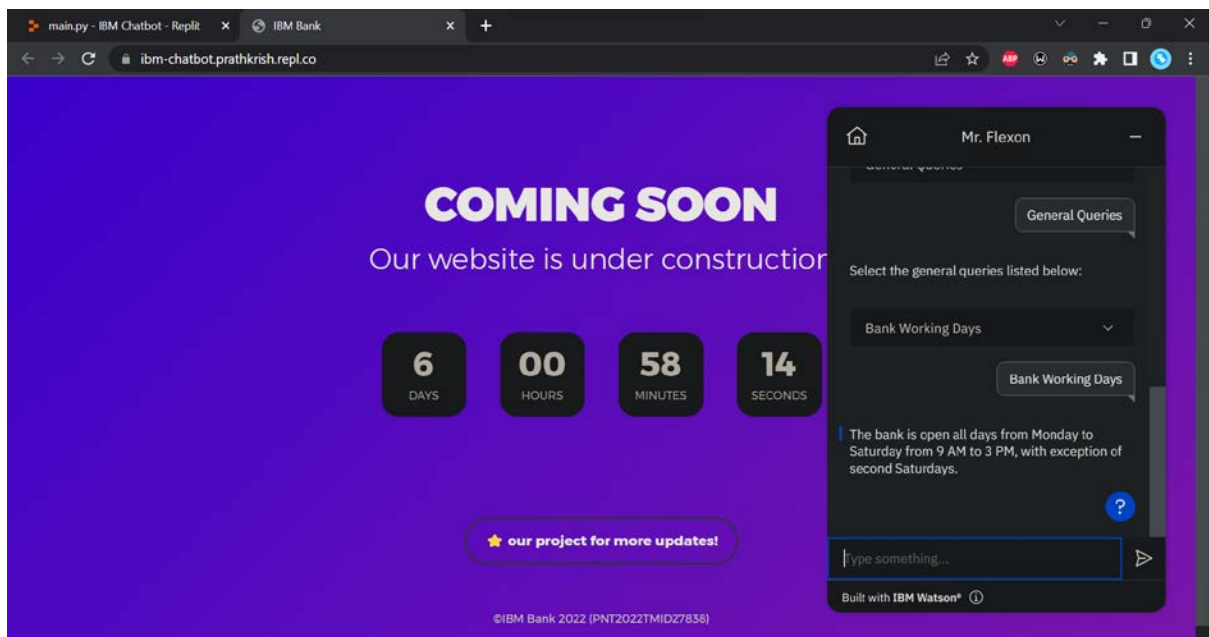 main.py - IBM Chatbot - Replit
IBM Bank
ibm-chatbot.prathkrish.repl.co
ABP
COMING SOON
Our website is under construction
6
DAYS
00
HOURS
58
MINUTES
14
SECONDS
our project for more updates!
©IBM Bank 2022 (PNT2022TMID27838)
Mr. Flexon
General Queries
General Queries
Select the general queries listed below:
Bank Working Days
Bank Working Days
The bank is open all days from Monday to
Saturday from 9 AM to 3 PM, with exception of
second Saturdays.
?
Type something...
Built with IBM Watson®